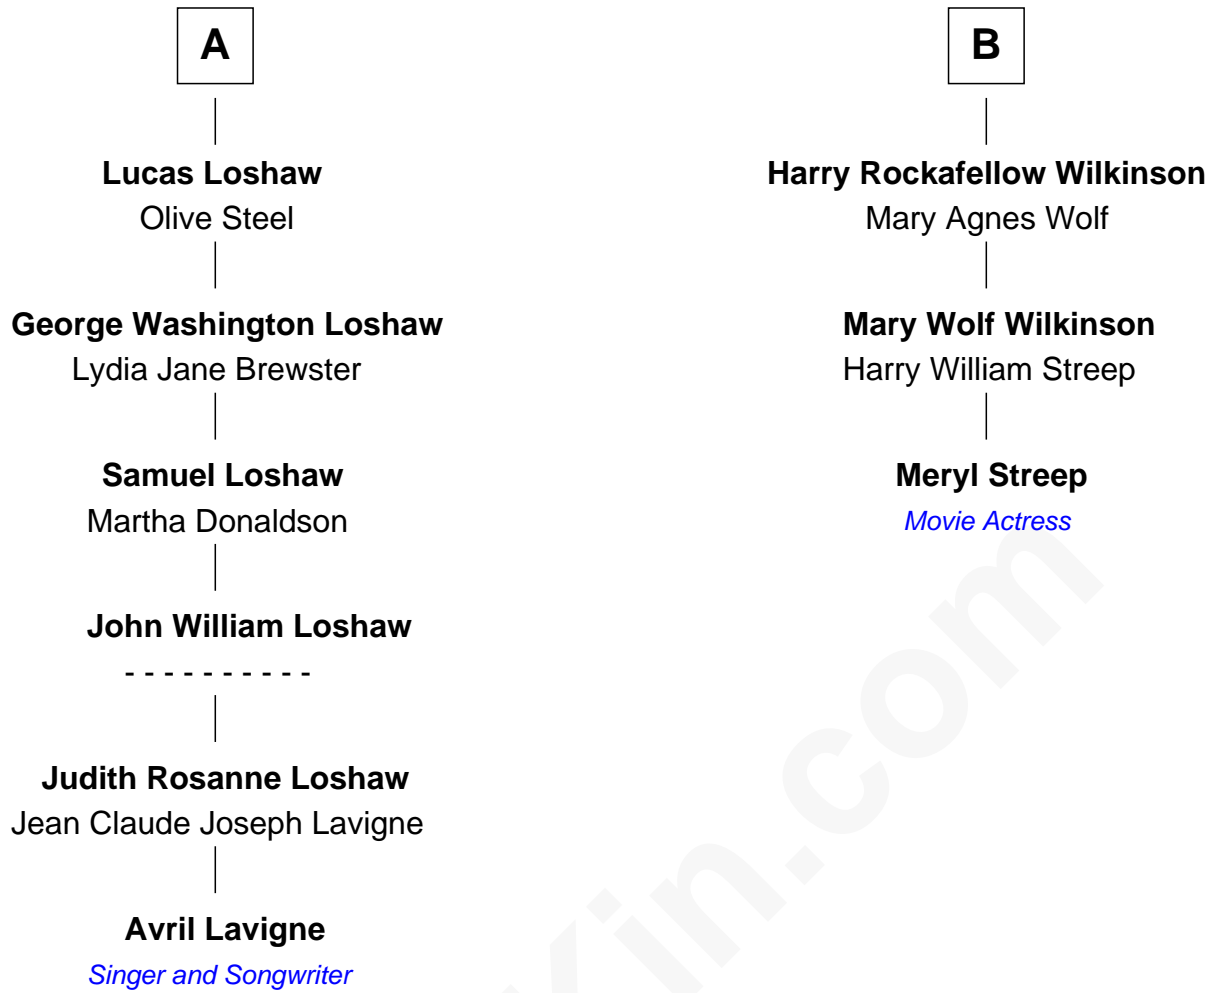 A
Lucas Loshaw
Olive Steel
George Washington Loshaw
Lydia Jane Brewster
Samuel Loshaw
Martha Donaldson
John William Loshaw
- - - - - - - - - -
Judith Rosanne Loshaw
Jean Claude Joseph Lavigne
Avril Lavigne
Singer and Songwriter
B
Harry Rockafellow Wilkinson
Mary Agnes Wolf
Mary Wolf Wilkinson
Harry William Streep
Meryl Streep
Movie Actress
kin.com